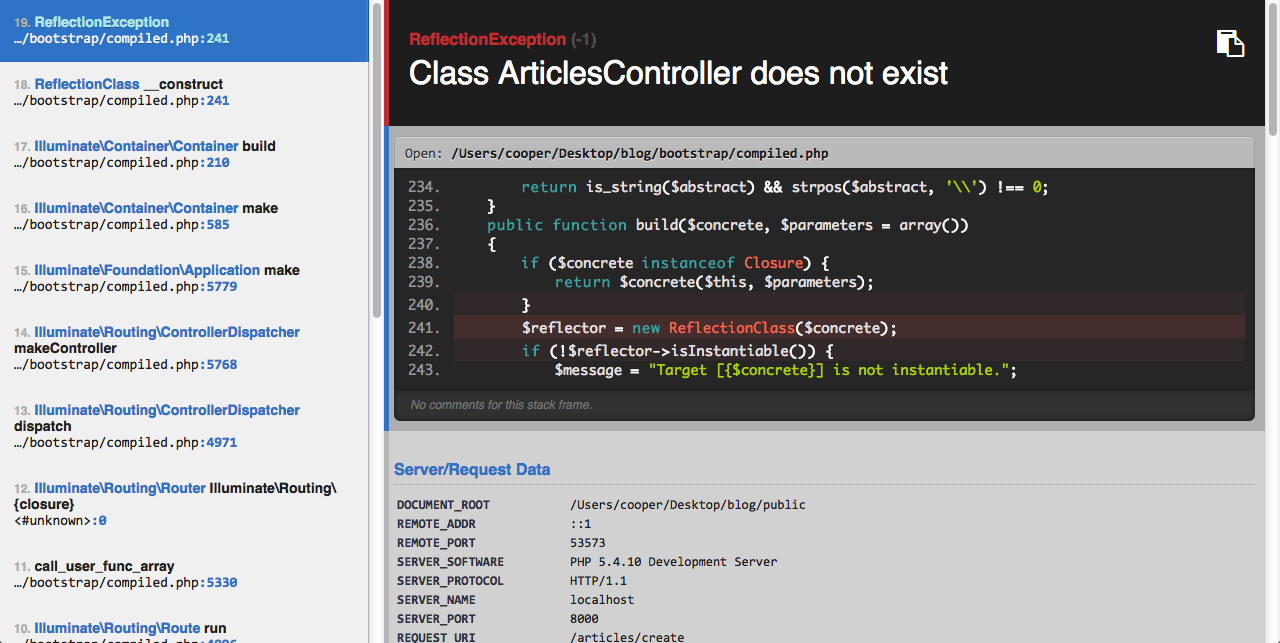 19. ReflectionException
…/bootstrap/compiled.php:241
18. ReflectionClass __construct
…/bootstrap/compiled.php:241
17. Illuminate\Container\Container build
…/bootstrap/compiled.php:210
16. Illuminate\Container\Container make
…/bootstrap/compiled.php:585
15. Illuminate\Foundation\Application make
…/bootstrap/compiled.php:5779
14. Illuminate\Routing\ControllerDispatcher
makeController
…/bootstrap/compiled.php:5768
13. Illuminate\Routing\ControllerDispatcher
dispatch
…/bootstrap/compiled.php:4971
12. Illuminate\Routing\Router Illuminate\Routing\
{closure}
<#unknown>:0
11. call_user_func_array
…/bootstrap/compiled.php:5330
10. Illuminate\Routing\Route run
ReflectionException (-1)
Class ArticlesController does not exist
Open: /Users/cooper/Desktop/blog/bootstrap/compiled.php
234. return is_string($abstract) && strpos($abstract, '\\') !== 0;
235. }
236. public function build($concrete, $parameters = array())
237. {
238. if ($concrete instanceof Closure) {
239. return $concrete($this, $parameters);
240. }
241. $reflector = new ReflectionClass($concrete);
242. if (!$reflector->isInstantiable()) {
243. $message = "Target [{$concrete}] is not instantiable.";
No comments for this stack frame.
Server/Request Data
DOCUMENT_ROOT /Users/cooper/Desktop/blog/public
REMOTE_ADDR ::1
REMOTE_PORT 53573
SERVER_SOFTWARE PHP 5.4.10 Development Server
SERVER_PROTOCOL HTTP/1.1
SERVER_NAME localhost
SERVER_PORT 8000
REQUEST_URI /articles/create